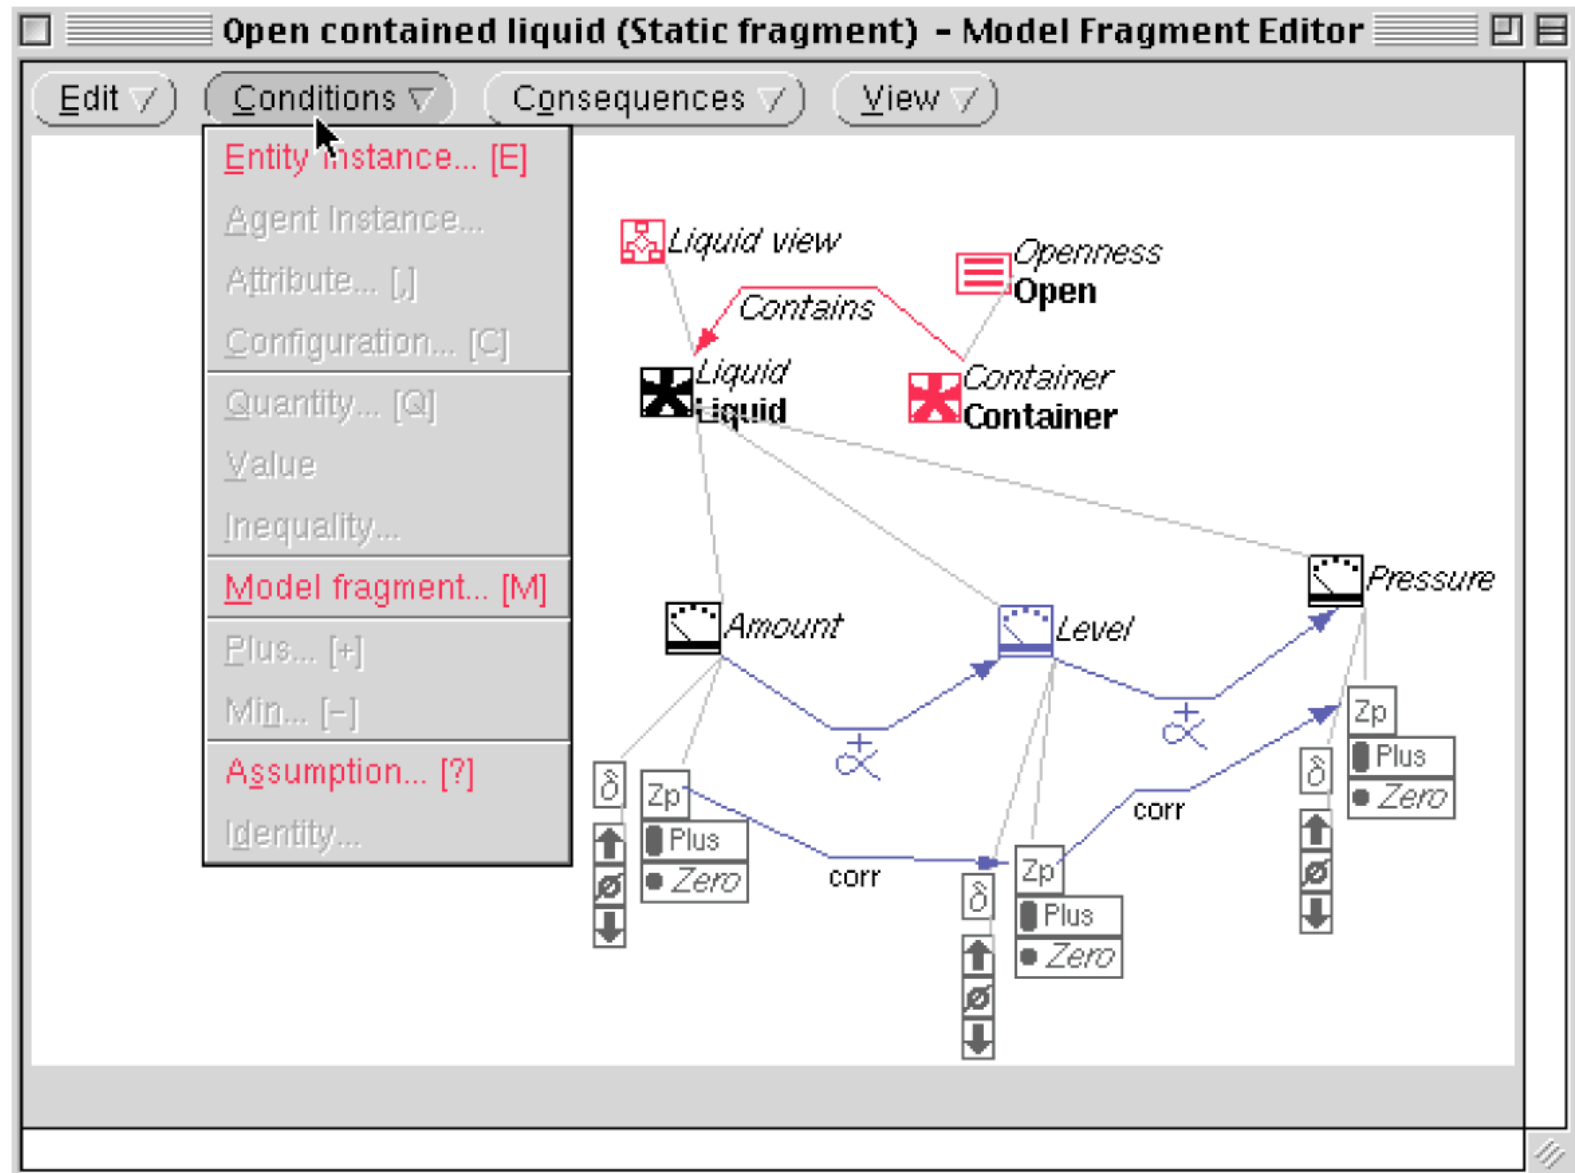 Open contained liquid (Static fragment) - Model Fragment Editor
Edit
Conditions
Consequences
View
Entity instance... [E]
Agent Instance...
Attribute... [,]
Configuration... [C]
Quantity... [Q]
Value
Inequality...
Model fragment... [M]
Plus... [+]
Min... [-]
Assumption... [?]
Identity...
Liquid view
Openness
Open
Contains
Liquid
Liquid
Container
Container
Amount
Level
Pressure
+
∝
+
∝
δ
Zp
Plus
Zero
corr
δ
Zp
Plus
Zero
corr
δ
Zp
Plus
Zero